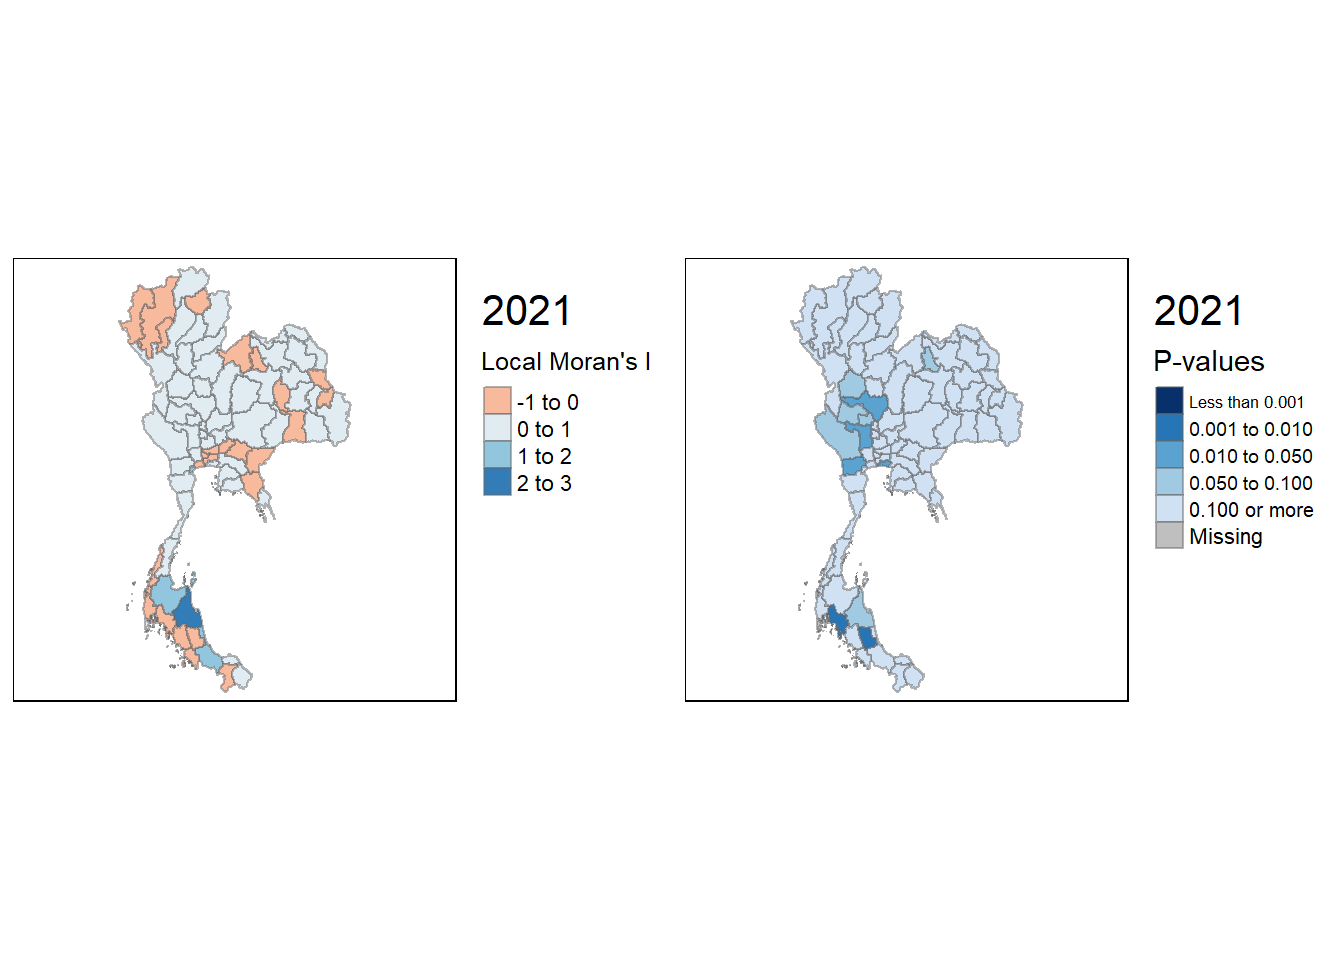 2021
Local Moran's I
-1 to 0
0 to 1
1 to 2
2 to 3
2021
P-values
Less than 0.001
0.001 to 0.010
0.010 to 0.050
0.050 to 0.100
0.100 or more
Missing